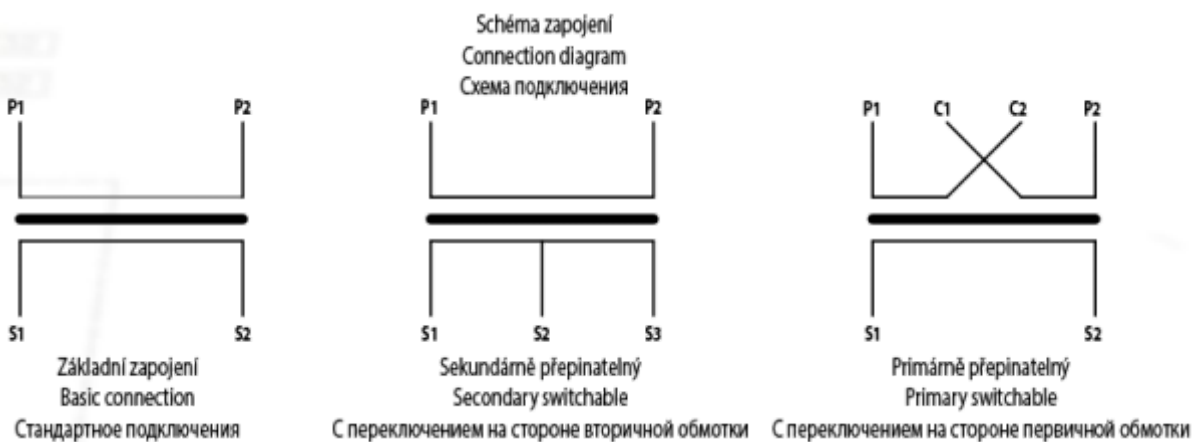 Schéma zapojení
Connection diagram
Схема подключения
P1 P2
P1 P2
P1 C1 C2 P2
S1 S2
S1 S2 S3
S1 S2
Základní zapojení
Basic connection
Стандартное подключения
Sekundárně přepinatelný
Secondary switchable
С переключением на стороне вторичной обмотки
Primárně přepinatelný
Primary switchable
С переключением на стороне первичной обмотки